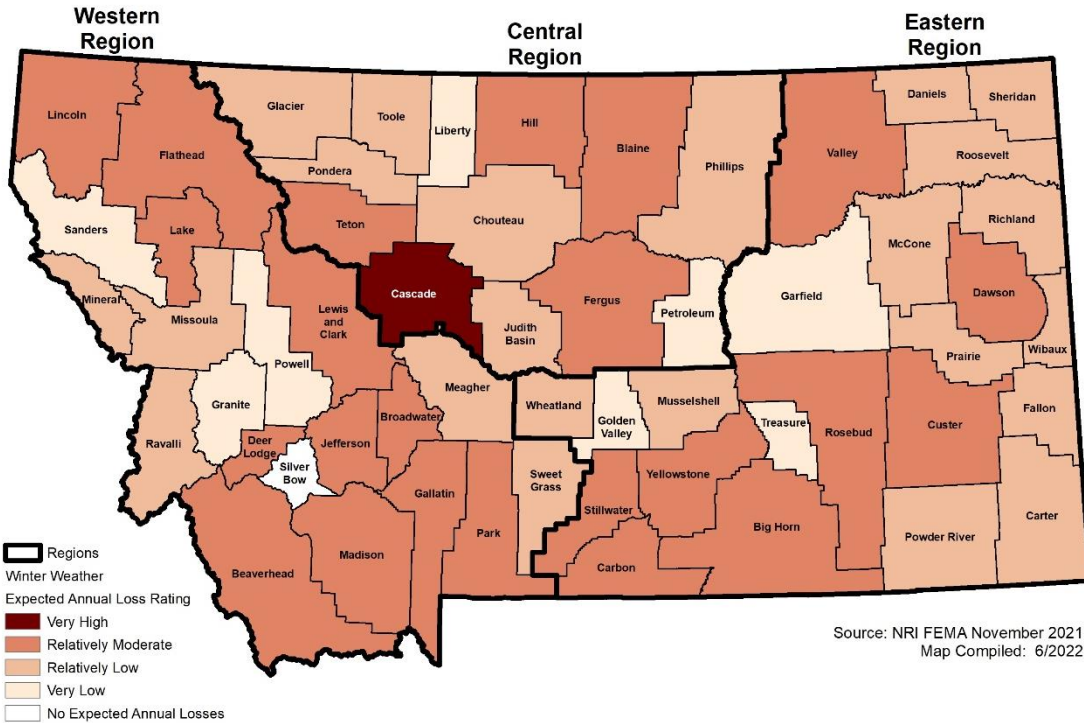 Western
Region
Central
Region
Eastern
Region
Lincoln
Flathead
Glacier
Toole
Liberty
Hill
Blaine
Phillips
Valley
Daniels
Sheridan
Roosevelt
Pondera
Richland
Sanders
Lake
Teton
Chouteau
McCone
Cascade
Fergus
Petroleum
Garfield
Dawson
Mineral
Missoula
Lewis
and
Clark
Judith
Basin
Prairie
Wibaux
Powell
Meagher
Granite
Wheatland
Golden
Valley
Musselshell
Treasure
Rosebud
Custer
Fallon
Ravalli
Deer
Lodge
Jefferson
Broadwater
Silver
Bow
Gallatin
Park
Sweet
Grass
Stillwater
Yellowstone
Big Horn
Carter
Powder River
Beaverhead
Madison
Carbon
Regions
Winter Weather
Expected Annual Loss Rating
Very High
Relatively Moderate
Relatively Low
Very Low
No Expected Annual Losses
Source: NRI FEMA November 2021
Map Compiled: 6/2022